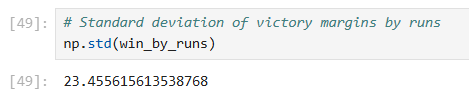 [49]: # Standard deviation of victory margins by runs
np.std(win_by_runs)
[49]: 23.455615613538768